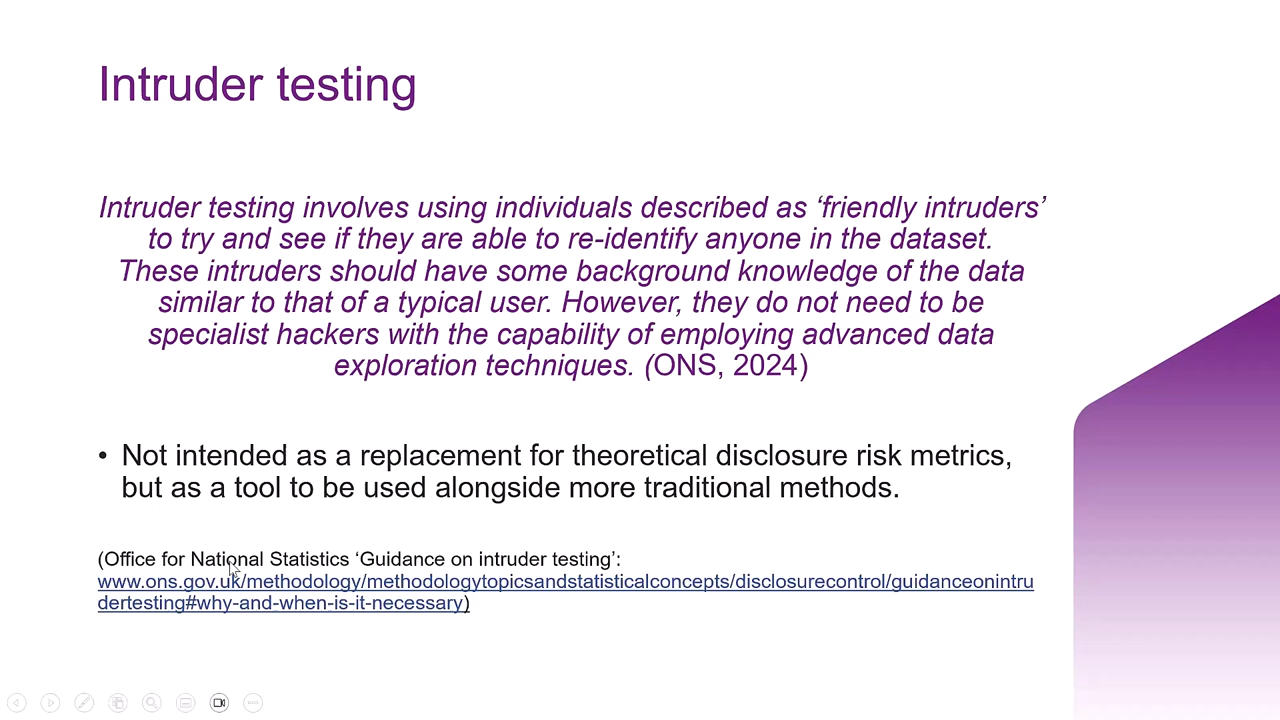 Intruder testing
Intruder testing involves using individuals described as ‘friendly intruders’
to try and see if they are able to re-identify anyone in the dataset.
These intruders should have some background knowledge of the data
similar to that of a typical user. However, they do not need to be
specialist hackers with the capability of employing advanced data
exploration techniques. (ONS, 2024)
• Not intended as a replacement for theoretical disclosure risk metrics,
but as a tool to be used alongside more traditional methods.
(Office for National Statistics ‘Guidance on intruder testing’:
www.ons.gov.uk/methodology/methodologytopicsandstatisticalconcepts/disclosurecontrol/guidanceonintru
dertesting#why-and-when-is-it-necessary)